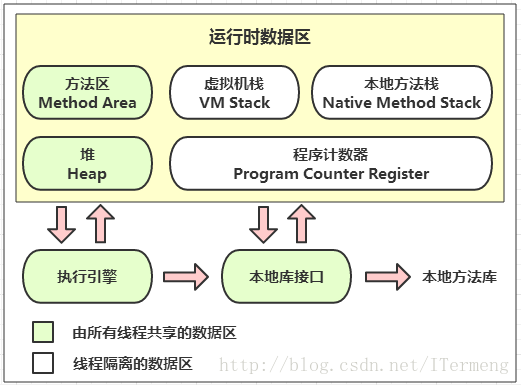 运行时数据区
方法区
Method Area
虚拟机栈
VM Stack
本地方法栈
Native Method Stack
堆
Heap
程序计数器
Program Counter Register
执行引擎
本地库接口
本地方法库
由所有线程共享的数据区
线程隔离的数据区
http://blog.csdn.net/ITermeng